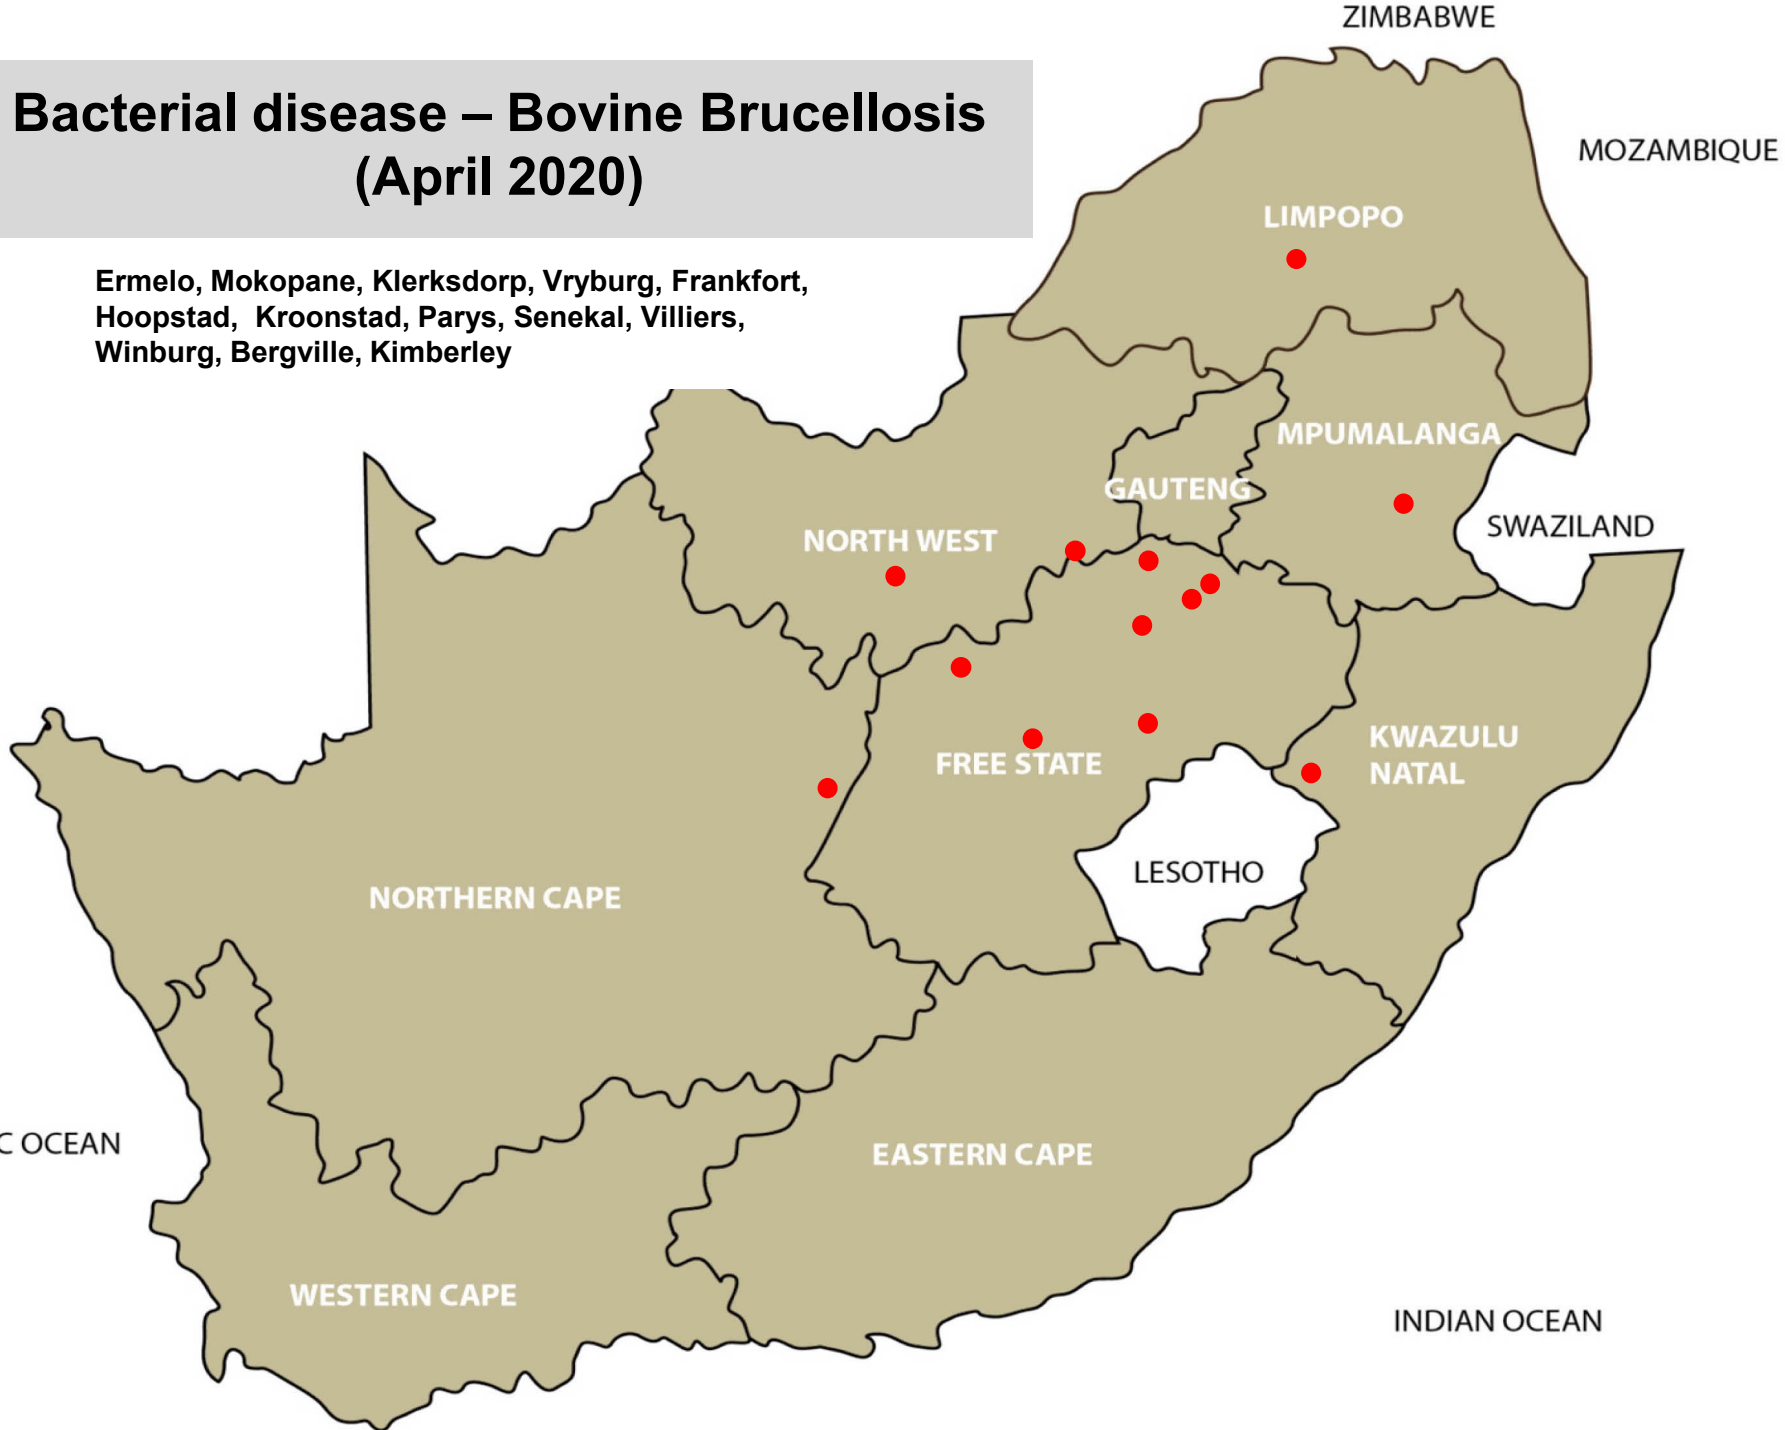 ZIMBABWE
Bacterial disease – Bovine Brucellosis
(April 2020)
MOZAMBIQUE
LIMPOPO
Ermelo, Mokopane, Klerksdorp, Vryburg, Frankfort,
Hoopstad,  Kroonstad, Parys, Senekal, Villiers,
Winburg, Bergville, Kimberley
MPUMALANGA
GAUTENG
SWAZILAND
NORTH WEST
KWAZULU
NATAL
FREE STATE
LESOTHO
NORTHERN CAPE
C OCEAN
EASTERN CAPE
WESTERN CAPE
INDIAN OCEAN